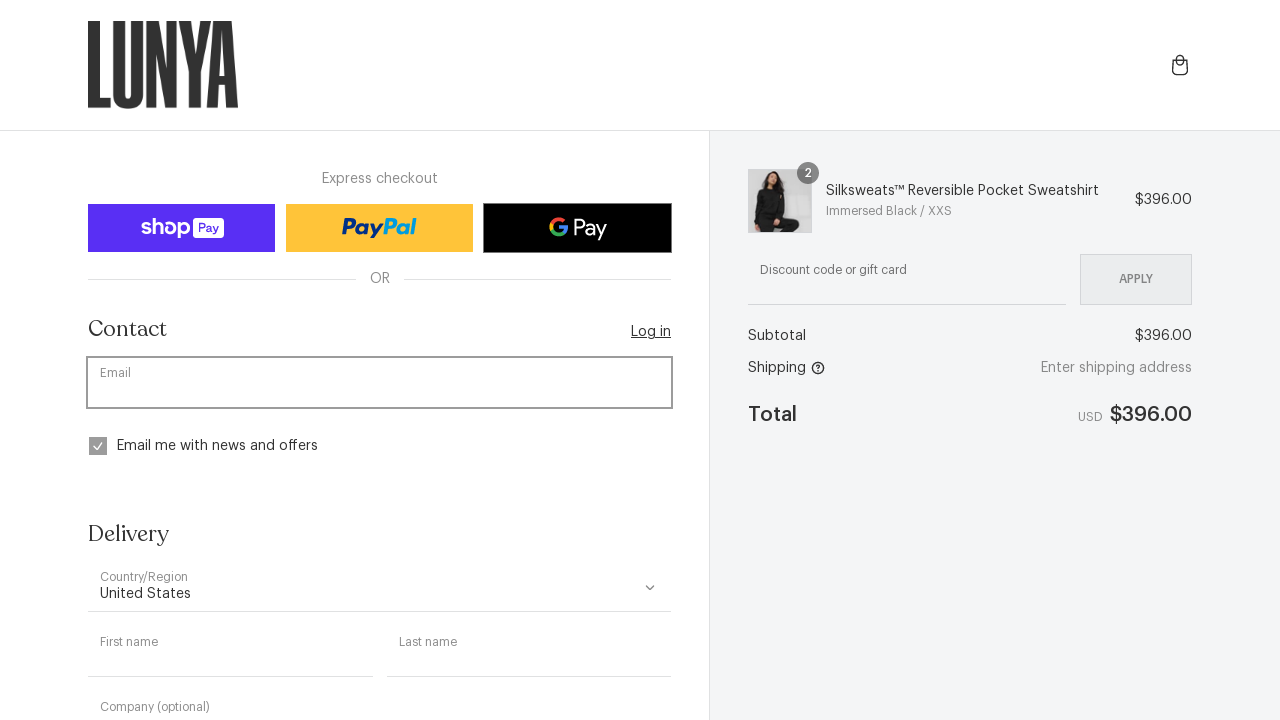 LUNYA
Express checkout
shop Pay
PayPal
G Pay
OR
Contact
Log in
Email
Email me with news and offers
Delivery
Country/Region
United States
First name
Last name
Company (optional)
2
Silksweats™ Reversible Pocket Sweatshirt
Immersed Black / XXS
$396.00
Discount code or gift card
APPLY
Subtotal
$396.00
Shipping
Enter shipping address
Total
USD $396.00